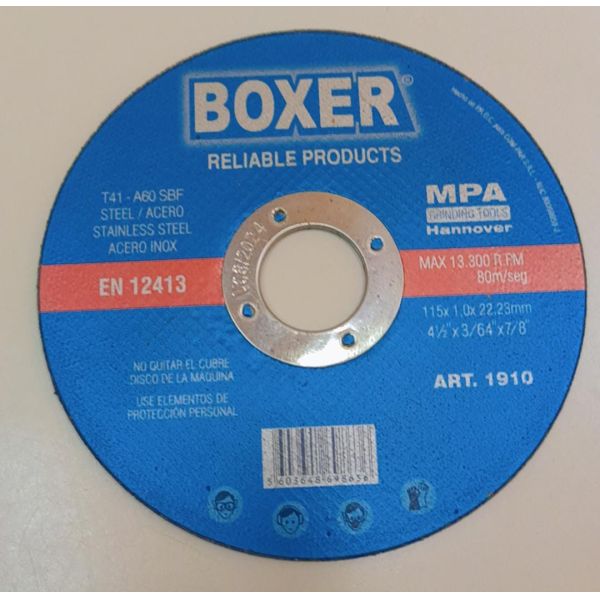 BOXER®
RELIABLE PRODUCTS
T41 - A60 SBF
STEEL / ACERO
STAINLESS STEEL
ACERO INOX
EN 12413
MPA
GRINDING TOOLS
Hannover
MAX 13.300 R.P.M
80m/seg
115x 1,0x 22.23mm
4½"x 3/64"x7/8"
ART. 1910
NO QUITAR EL CUBRE
DISCO DE LA MAQUINA
USE ELEMENTOS DE
PROTECCIÓN PERSONAL